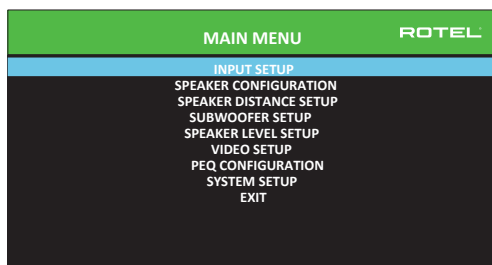 MAIN MENU
ROTEL
INPUT SETUP
SPEAKER CONFIGURATION
SPEAKER DISTANCE SETUP
SUBWOOFER SETUP
SPEAKER LEVEL SETUP
VIDEO SETUP
PEQ CONFIGURATION
SYSTEM SETUP
EXIT